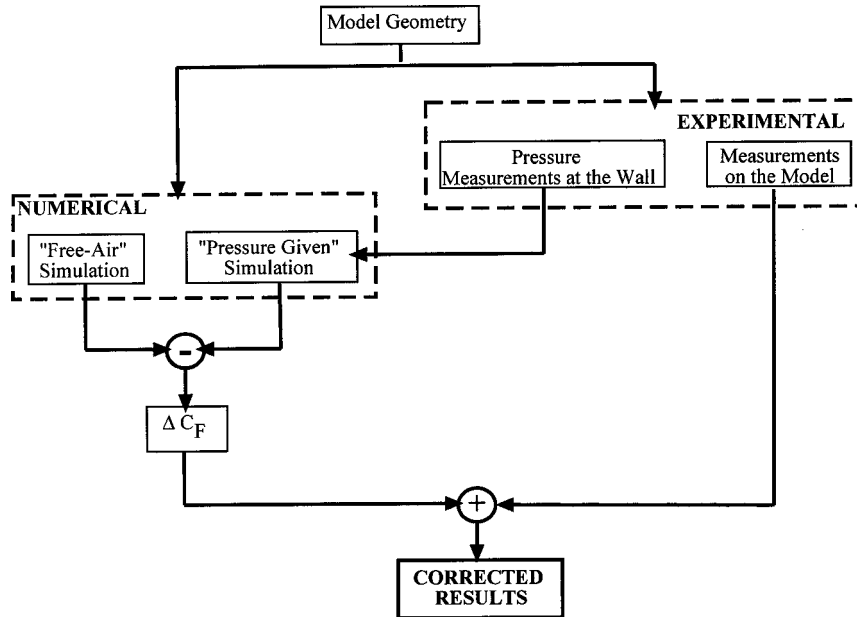 Model Geometry
EXPERIMENTAL
Pressure
Measurements at the Wall
Measurements
on the Model
NUMERICAL
"Free-Air"
Simulation
"Pressure Given"
Simulation
-
Δ C_F
+
CORRECTED
RESULTS